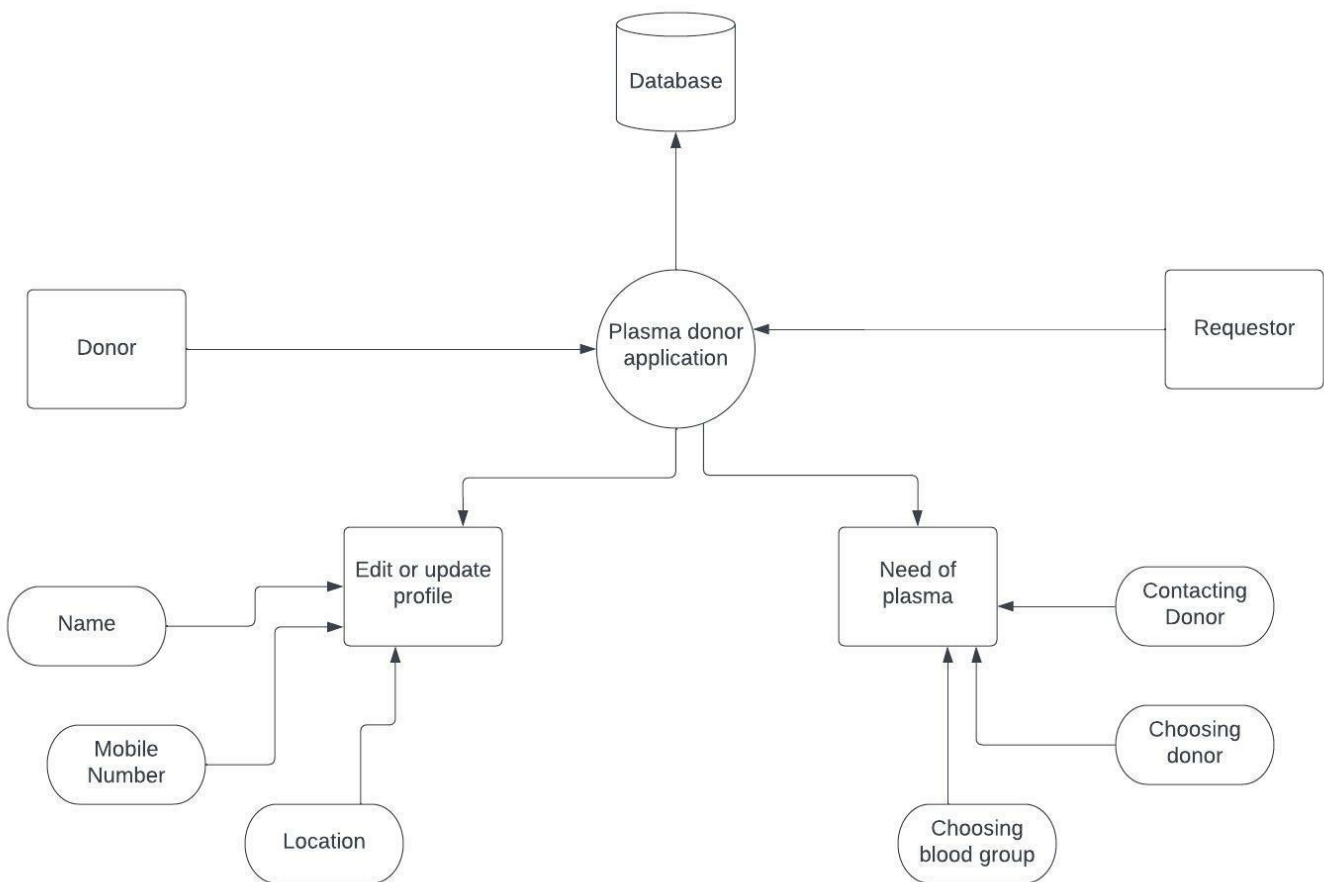 Database
Donor
Plasma donor
application
Requestor
Edit or update
profile
Need of
plasma
Name
Contacting
Donor
Mobile
Number
Choosing
donor
Location
Choosing
blood group